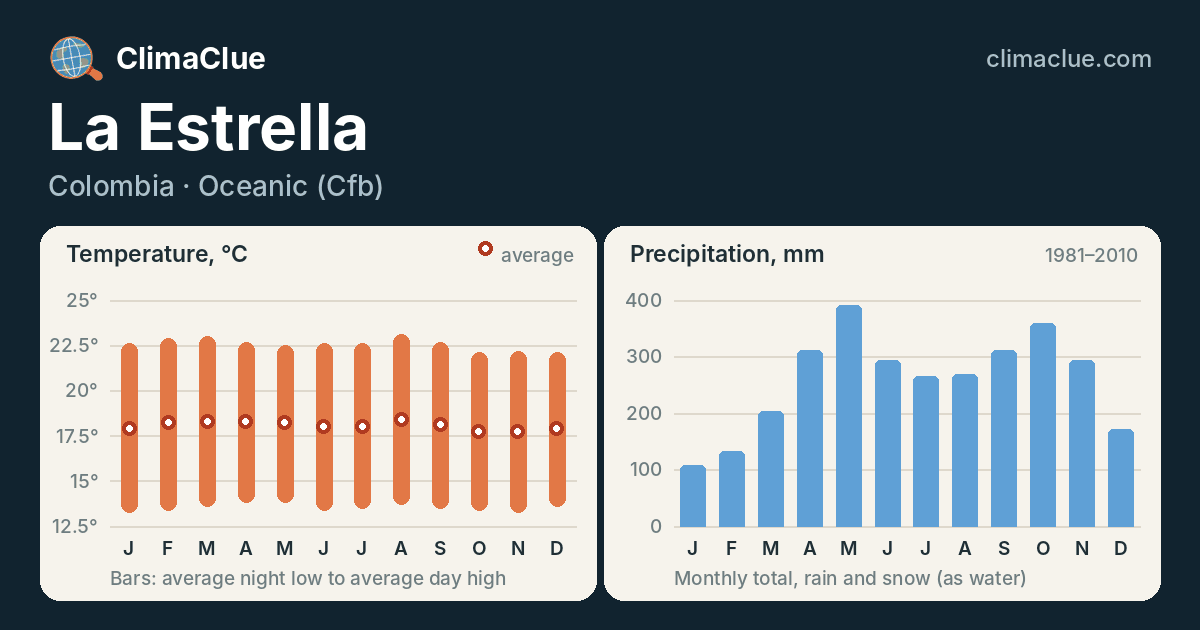 ClimaClue
climaclue.com
La Estrella
Colombia · Oceanic (Cfb)
Temperature, °C
average
25°
22.5°
20°
17.5°
15°
12.5°
J F M A M J J A S O N D
Bars: average night low to average day high
Precipitation, mm
1981–2010
400
300
200
100
0
J F M A M J J A S O N D
Monthly total, rain and snow (as water)